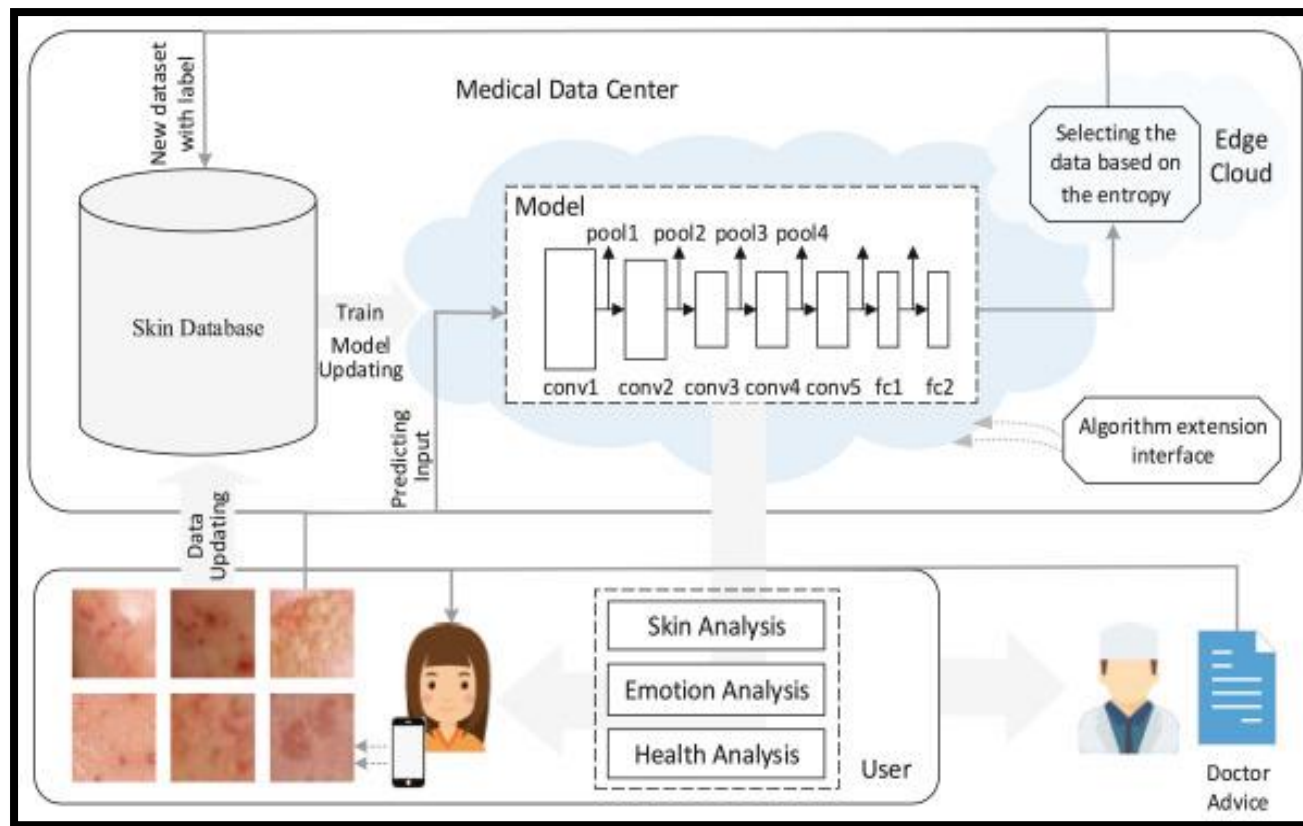 New dataset
with label
Medical Data Center
Selecting the
data based on
the entropy
Edge
Cloud
Model
pool1 pool2 pool3 pool4
conv1 conv2 conv3 conv4 conv5 fc1 fc2
Skin Database
Train
Model
Updating
Predicting
Input
Algorithm extension
interface
Data
Updating
Skin Analysis
Emotion Analysis
Health Analysis
User
Doctor
Advice